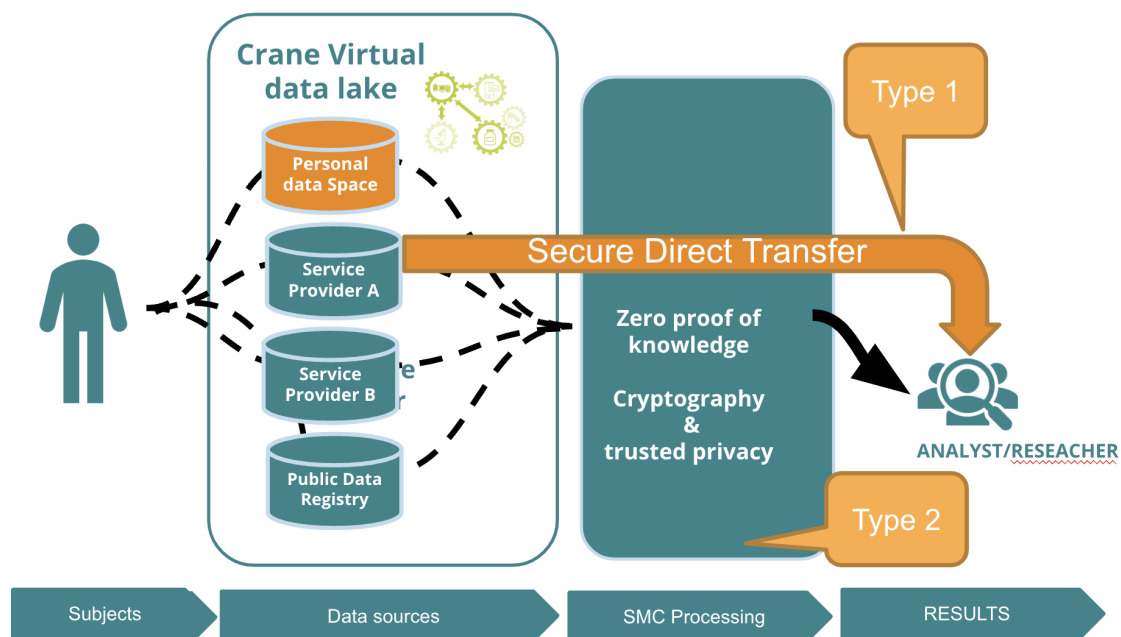 Crane Virtual
data lake
Personal
data Space
Service
Provider A
Service
Provider B
e
r
Public Data
Registry
Type 1
Secure Direct Transfer
Zero proof of
knowledge
Cryptography
&
trusted privacy
ANALYST/RESEACHER
Type 2
Subjects
Data sources
SMC Processing
RESULTS